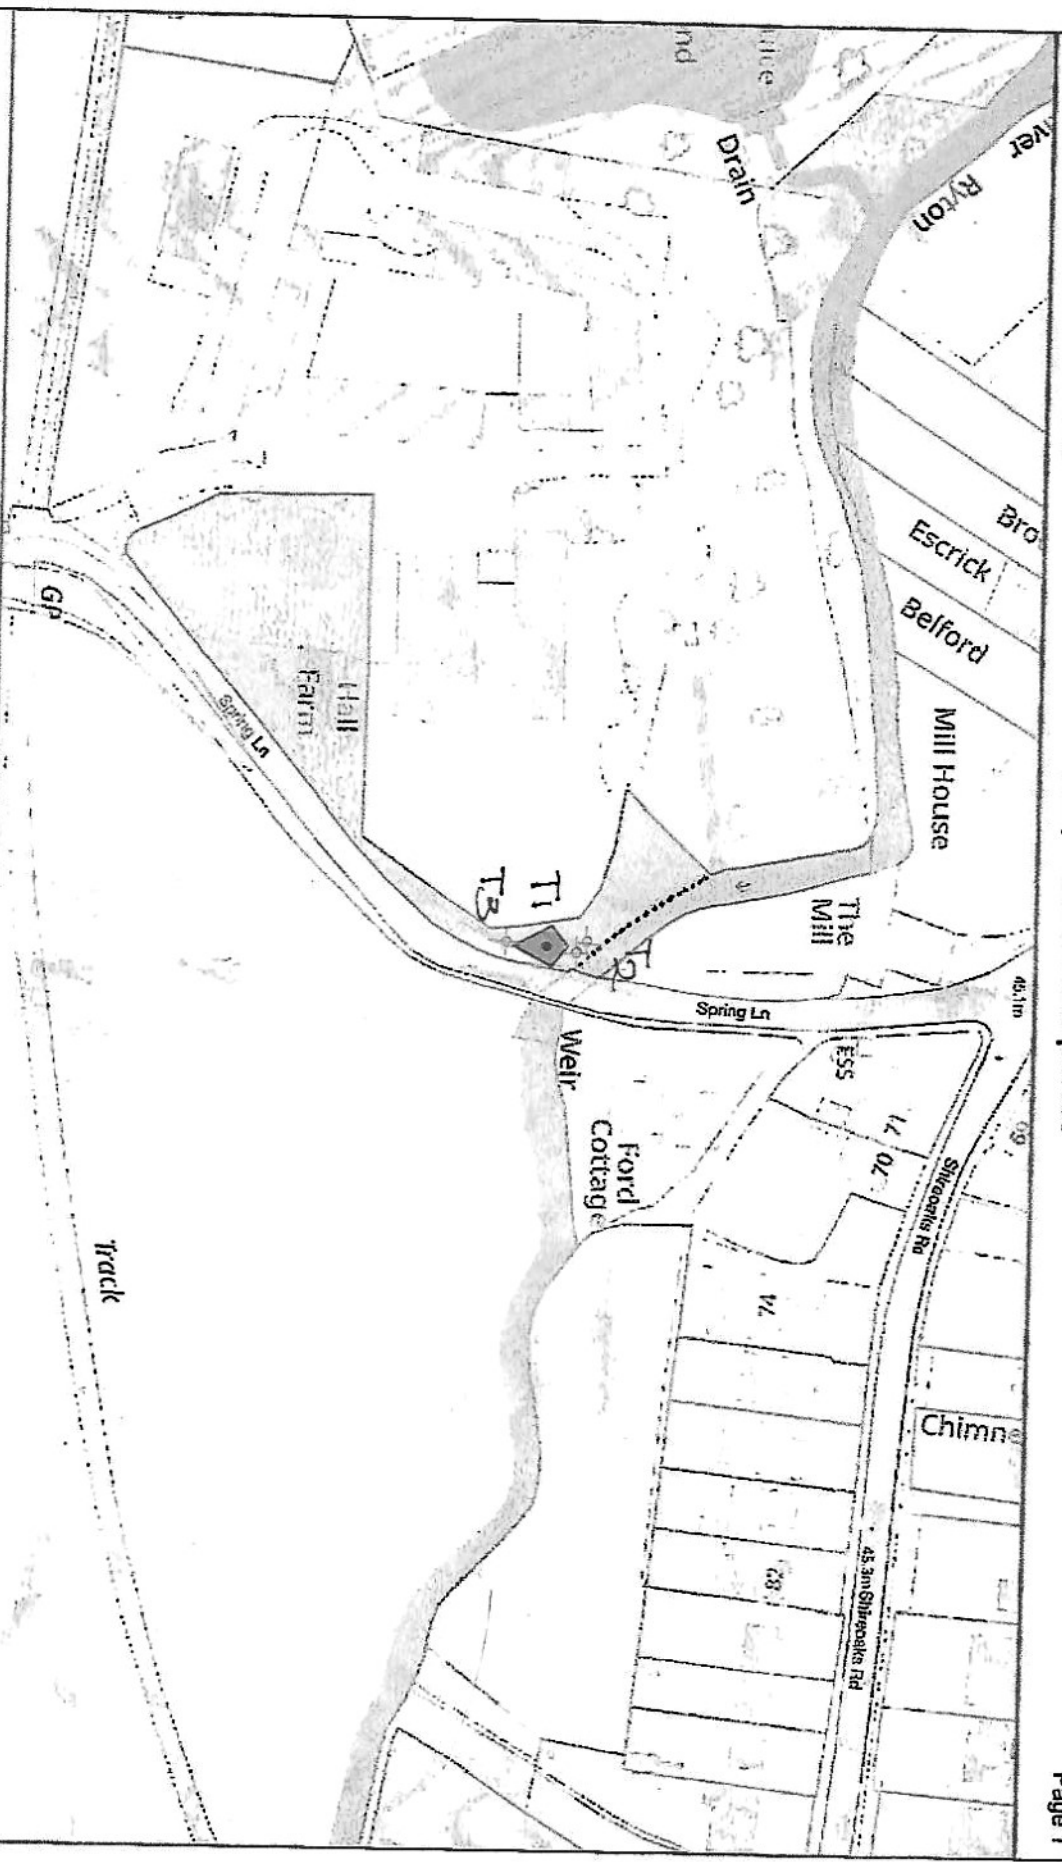 Page 1
River
Ryton
Drain
Bro
Escrick
Belford
Mill House
The
Mill
45.1m
69
Spring Ln
ESS
71
70
Shireoaks Rd
T1
T2
T3
Weir
Ford
Cottage
74
Chimne
68
45.3m
Shireoaks Rd
Hall
Farm
Spring Ln
GP
Track